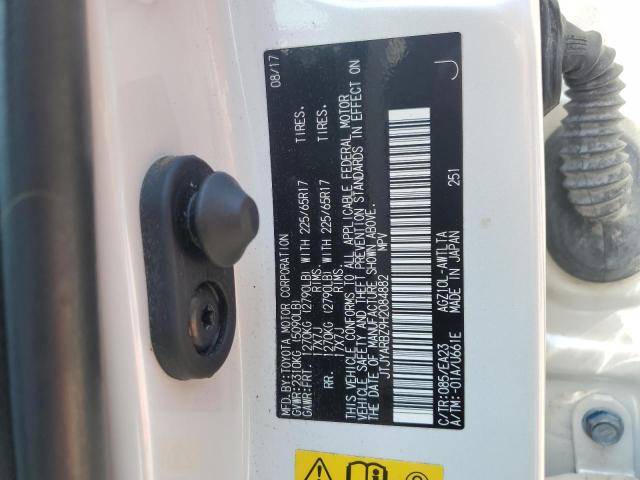 MFD.BY:TOYOTA MOTOR CORPORATION 08/17
GVWR:2310KG (5090LB)
GAWR:FRT. 1270KG (2790LB) WITH 225/65R17 TIRES.
17X7J RIMS.
RR. 1270KG (2790LB) WITH 225/65R17 TIRES.
17X7J RIMS.
THIS VEHICLE CONFORMS TO ALL APPLICABLE FEDERAL MOTOR
VEHICLE SAFETY AND THEFT PREVENTION STANDARDS IN EFFECT ON
THE DATE OF MANUFACTURE SHOWN ABOVE.
JTJYARBZ9H2084882 MPV
J
C/TR:085/EA23 AGZ10L-AWTLTA 251
A/TM:-01A/U661E MADE IN JAPAN